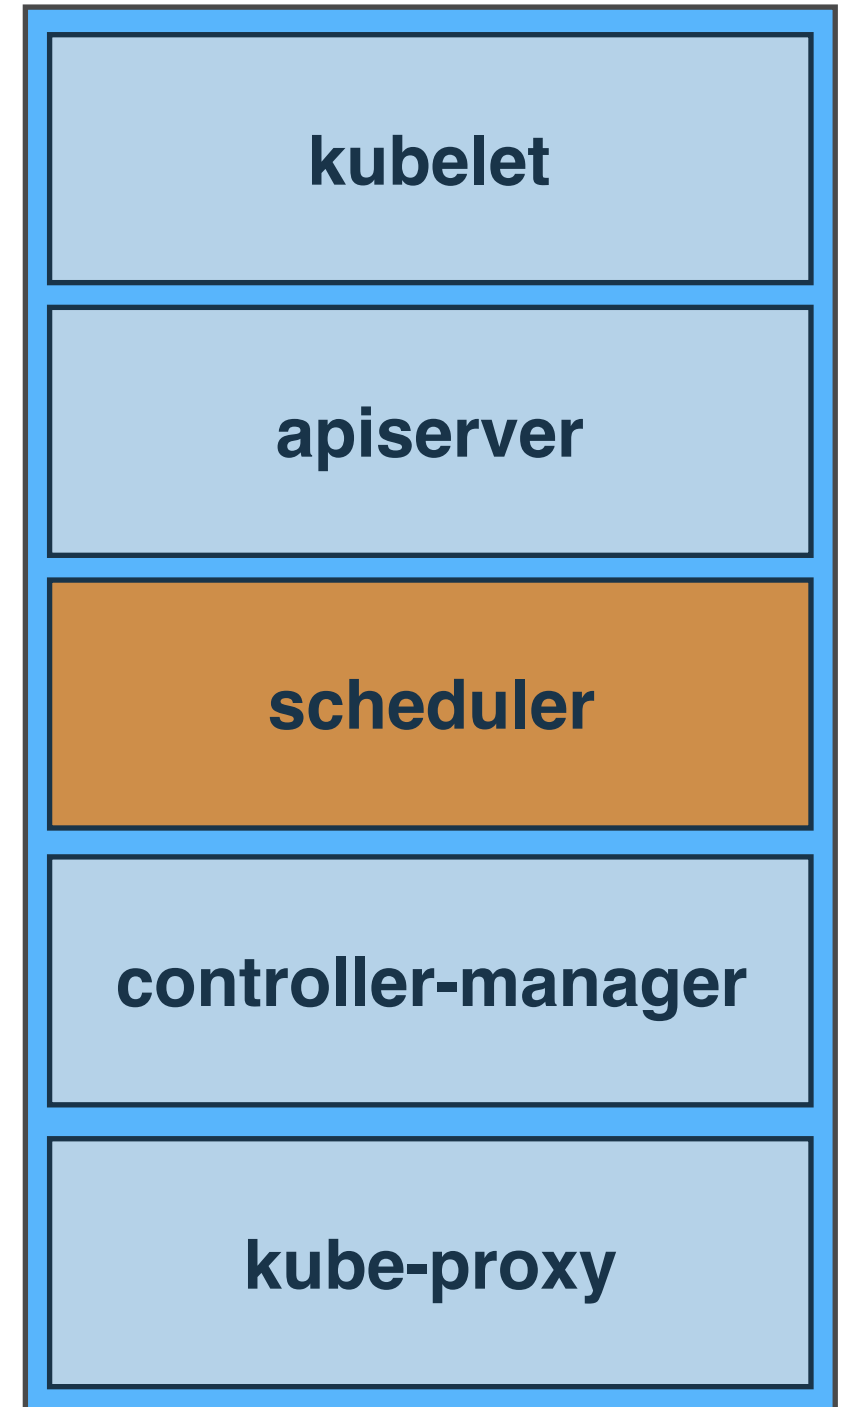 kubelet
apiserver
scheduler
controller-manager
kube-proxy